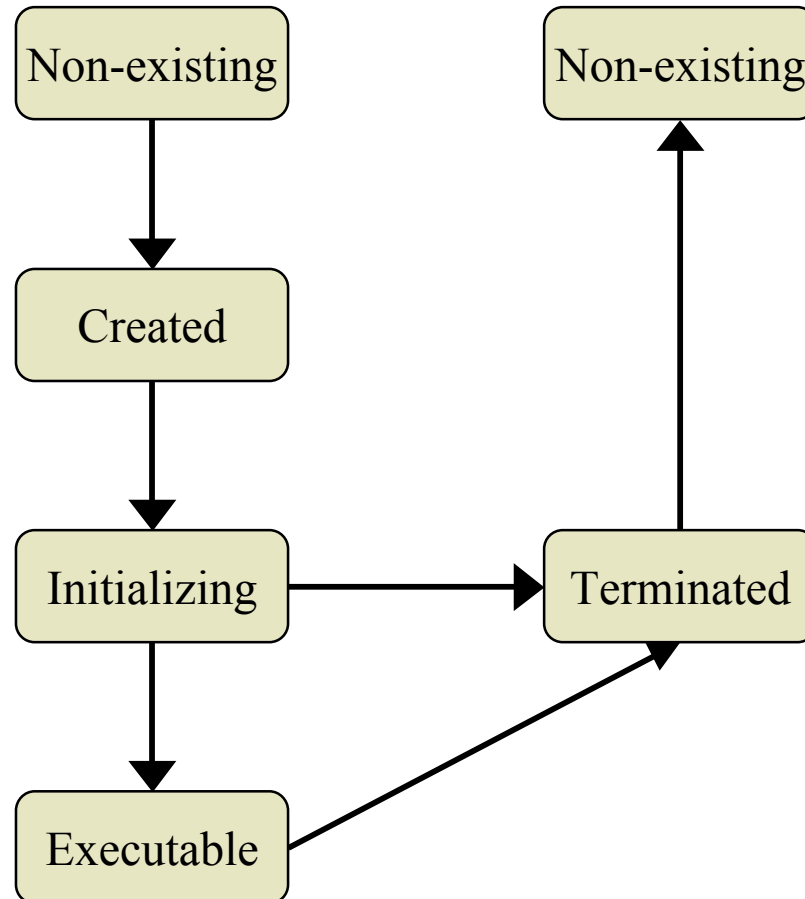 Non-existing
Non-existing
Created
Initializing
Terminated
Executable